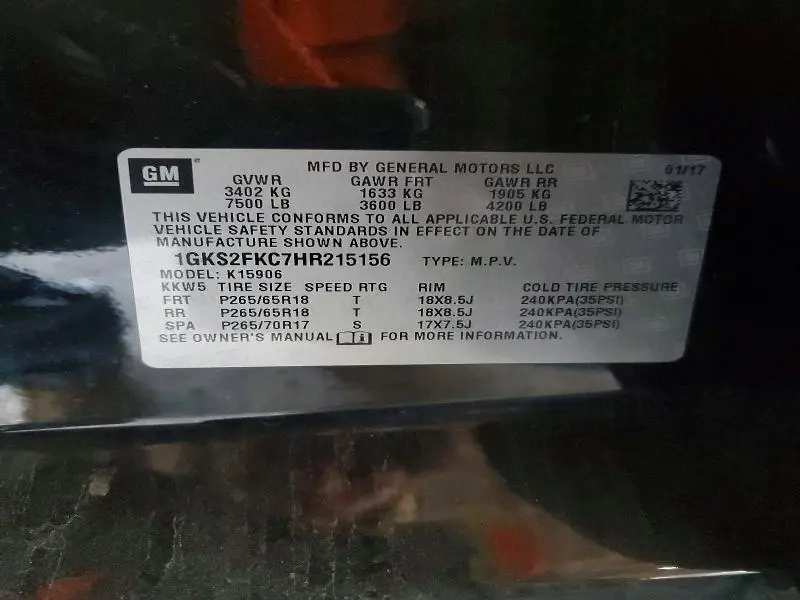 GM
MFD BY GENERAL MOTORS LLC 01/17
GVWR GAWR FRT GAWR RR
3402 KG 1633 KG 1905 KG
7500 LB 3600 LB 4200 LB
THIS VEHICLE CONFORMS TO ALL APPLICABLE U.S. FEDERAL MOTOR
VEHICLE SAFETY STANDARDS IN EFFECT ON THE DATE OF
MANUFACTURE SHOWN ABOVE.
1GKS2FKC7HR215156 TYPE: M.P.V.
MODEL: K15906
KKW5 TIRE SIZE SPEED RTG RIM COLD TIRE PRESSURE
FRT P265/65R18 T 18X8.5J 240KPA(35PSI)
RR P265/65R18 T 18X8.5J 240KPA(35PSI)
SPA P265/70R17 S 17X7.5J 240KPA(35PSI)
SEE OWNER'S MANUAL FOR MORE INFORMATION.